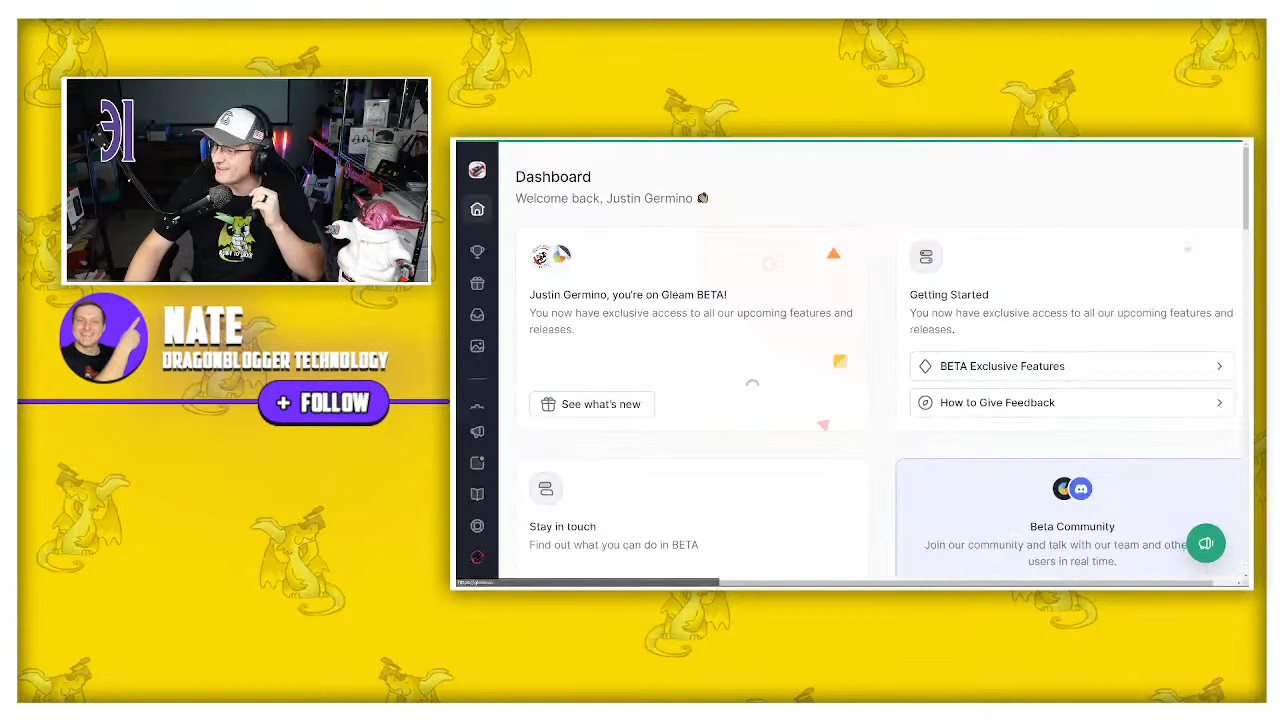 NATE
DRAGONBLOGGER TECHNOLOGY
+ FOLLOW
Dashboard
Welcome back, Justin Germino
Justin Germino, you're on Gleam BETA!
You now have exclusive access to all our upcoming features and
releases.
See what's new
Getting Started
You now have exclusive access to all our upcoming features and
releases.
BETA Exclusive Features
How to Give Feedback
Stay in touch
Find out what you can do in BETA
Beta Community
Join our community and talk with our team and othe
users in real time.